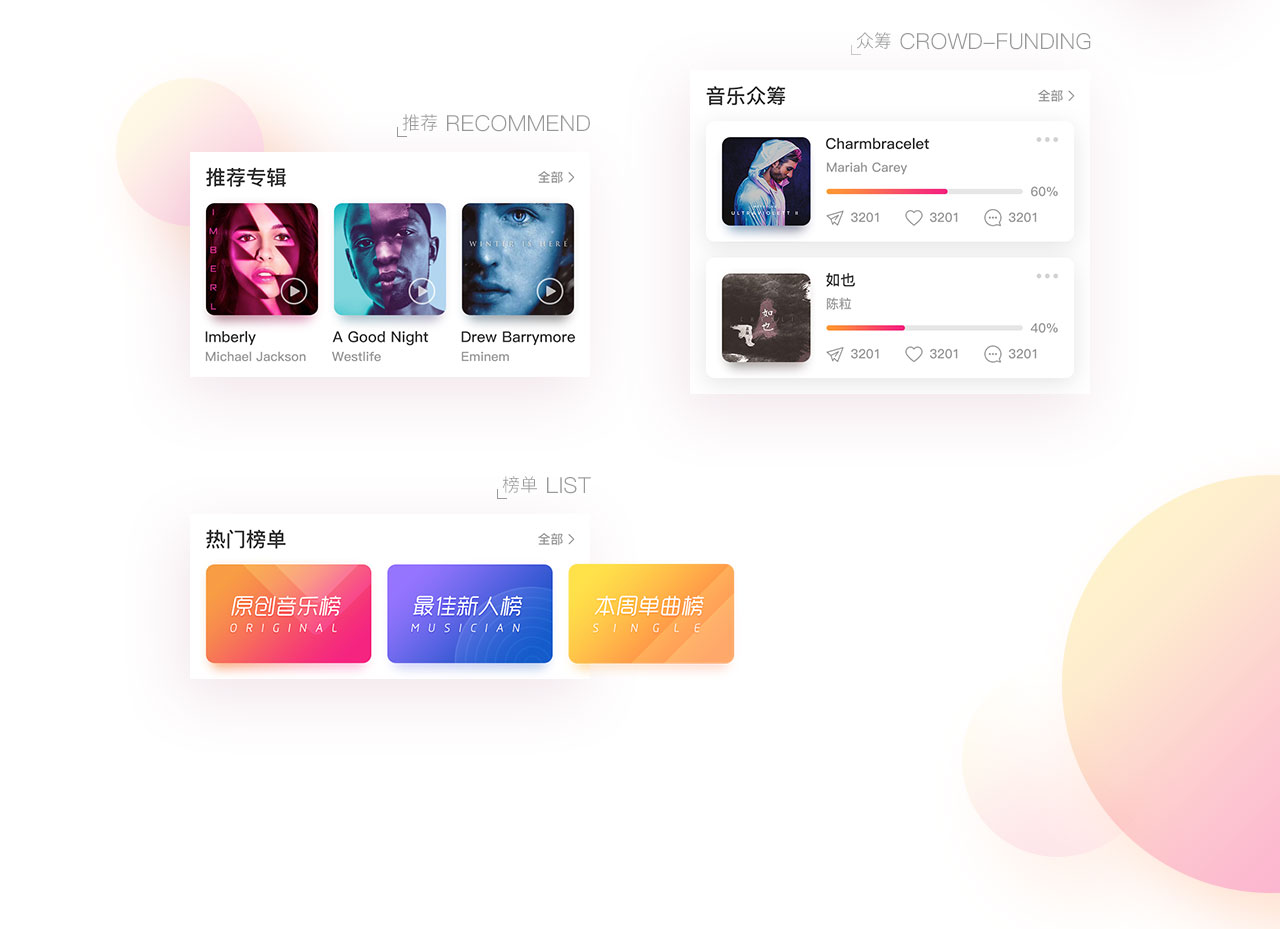 众筹 CROWD-FUNDING
音乐众筹
全部
Charmbracelet
Mariah Carey
60%
ULTRAVIOLETT II
3201 3201 3201
如也
陈粒
40%
如也
3201 3201 3201
推荐 RECOMMEND
推荐专辑
全部
IMBERL
WINTER IS HERE
Imberly
Michael Jackson
A Good Night
Westlife
Drew Barrymore
Eminem
榜单 LIST
热门榜单
全部
原创音乐榜
ORIGINAL
最佳新人榜
MUSICIAN
本周单曲榜
SINGLE